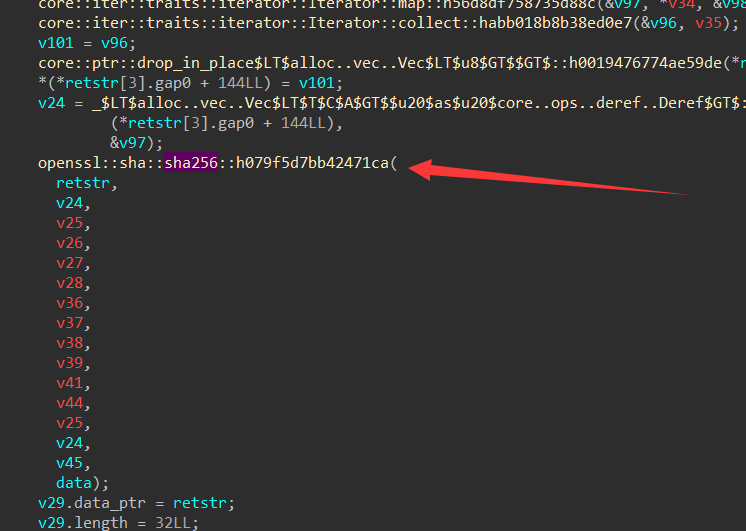 core::iter::traits::iterator::Iterator::map::h56d8df758735d88c(&v97, *v34, &v98
core::iter::traits::iterator::Iterator::collect::habb018b8b38ed0e7(&v96, v35);
v101 = v96;
core::ptr::drop_in_place$LT$alloc..vec..Vec$LT$u8$GT$$GT$::h0019476774ae59de(*r
*(*retstr[3].gap0 + 144LL) = v101;
v24 = _$LT$alloc..vec..Vec$LT$T$C$A$GT$$u20$as$u20$core..ops..deref..Deref$GT$:
(*retstr[3].gap0 + 144LL),
&v97);
openssl::sha::sha256::h079f5d7bb42471ca(
retstr,
v24,
v25,
v26,
v27,
v28,
v36,
v37,
v38,
v39,
v41,
v44,
v25,
v24,
v45,
data);
v29.data_ptr = retstr;
v29.length = 32LL;